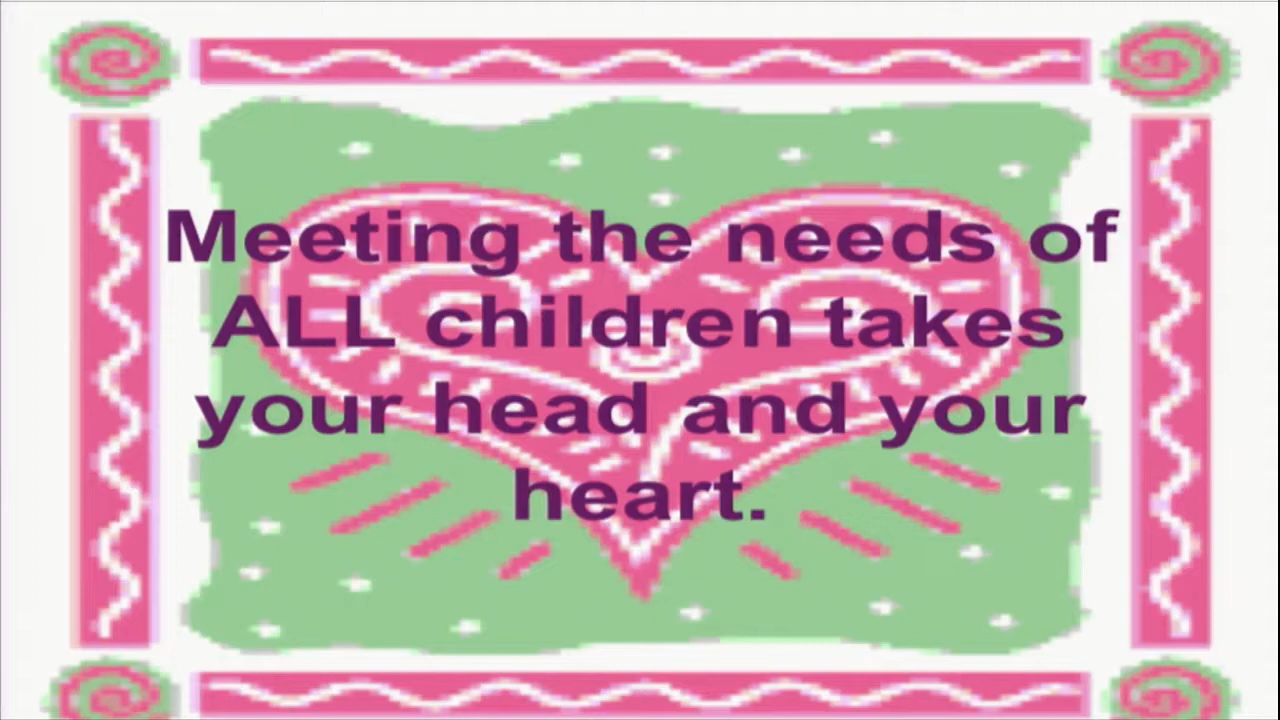 Meeting the needs of
ALL children takes
your head and your
heart.